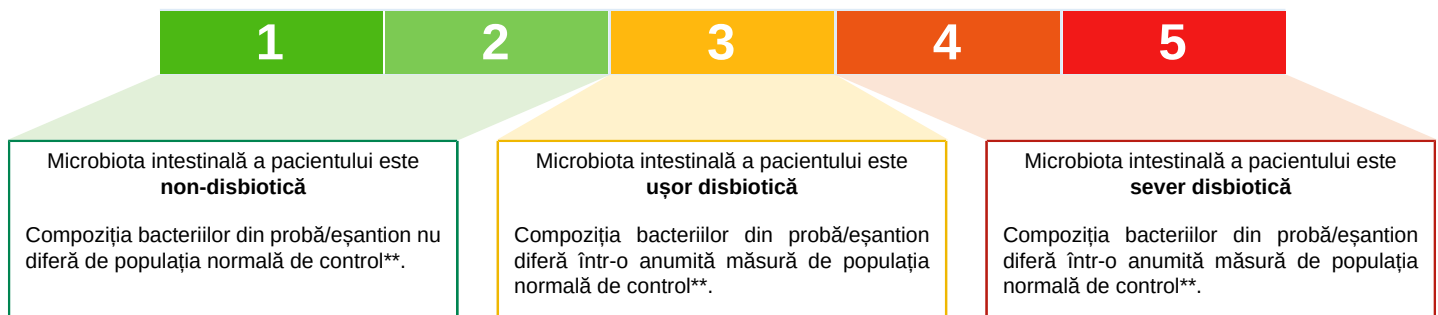 1 2 3 4 5
Microbiota intestinală a pacientului este
non-disbiotică
Compoziția bacteriilor din probă/eșantion nu
diferă de populația normală de control**.
Microbiota intestinală a pacientului este
ușor disbiotică
Compoziția bacteriilor din probă/eșantion
diferă într-o anumită măsură de populația
normală de control**.
Microbiota intestinală a pacientului este
sever disbiotică
Compoziția bacteriilor din probă/eșantion
diferă într-o anumită măsură de populația
normală de control**.